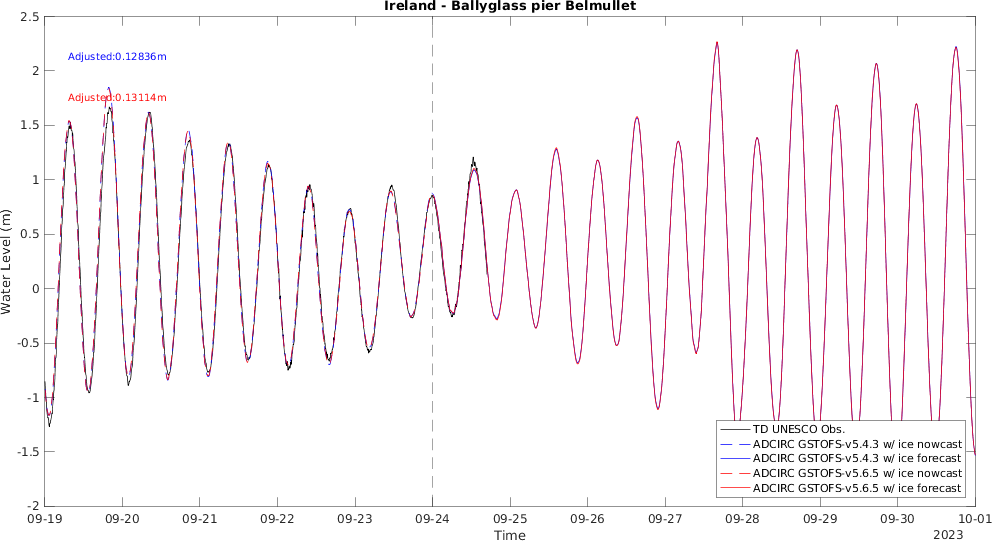 Ireland - Ballyglass pier Belmullet
Adjusted:0.12836m
Adjusted:0.13114m
Water Level (m)
2.5
2
1.5
1
0.5
0
-0.5
-1
-1.5
-2
TD UNESCO Obs.
ADCIRC GSTOFS-v5.4.3 w/ ice nowcast
ADCIRC GSTOFS-v5.4.3 w/ ice forecast
ADCIRC GSTOFS-v5.6.5 w/ ice nowcast
ADCIRC GSTOFS-v5.6.5 w/ ice forecast
09-19 09-20 09-21 09-22 09-23 09-24 09-25 09-26 09-27 09-28 09-29 09-30 10-01
Time
2023